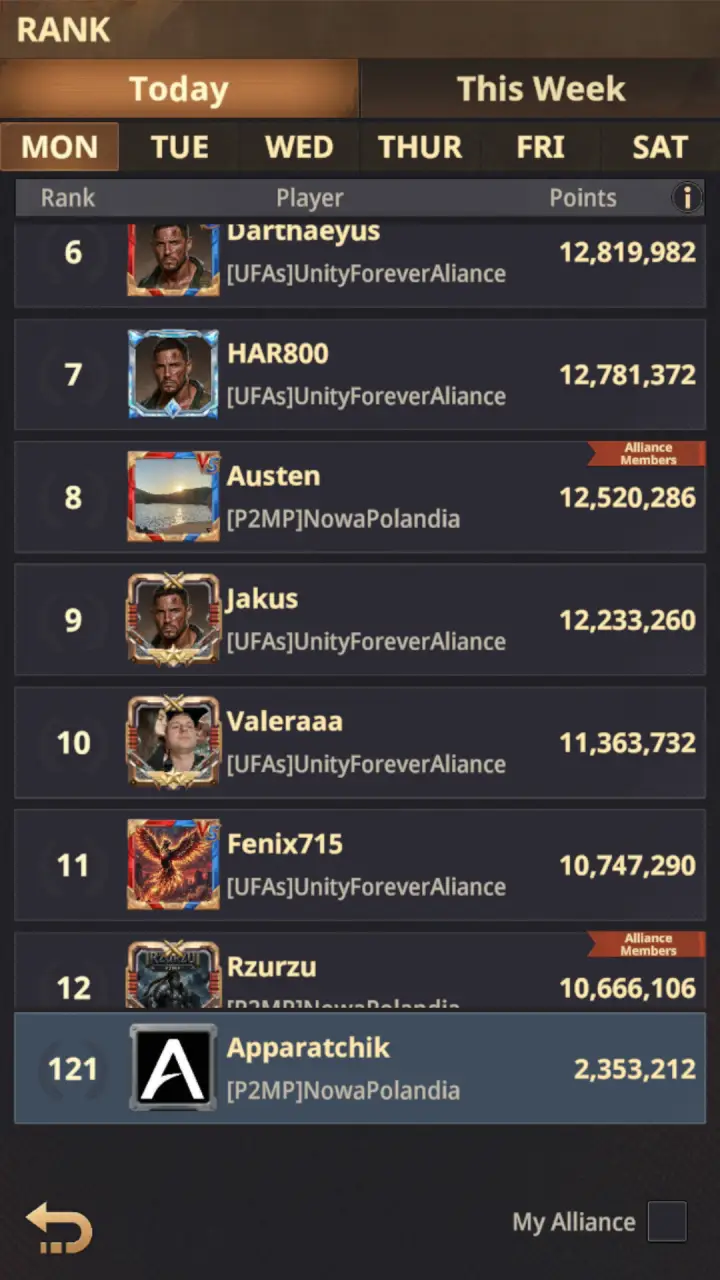 RANK
Today
This Week
MON
TUE
WED
THUR
FRI
SAT
Rank
Player
Points
6
Darthaeyus
12,819,982
[UFAs]UnityForeverAliance
7
HAR800
12,781,372
[UFAs]UnityForeverAliance
Alliance
Members
8
Austen
12,520,286
[P2MP]NowaPolandia
9
Jakus
12,233,260
[UFAs]UnityForeverAliance
10
Valeraaa
11,363,732
[UFAs]UnityForeverAliance
11
Fenix715
10,747,290
[UFAs]UnityForeverAliance
Alliance
Members
12
Rzurzu
10,666,106
[P2MP]NowaPolandia
121
Apparatchik
2,353,212
[P2MP]NowaPolandia
My Alliance